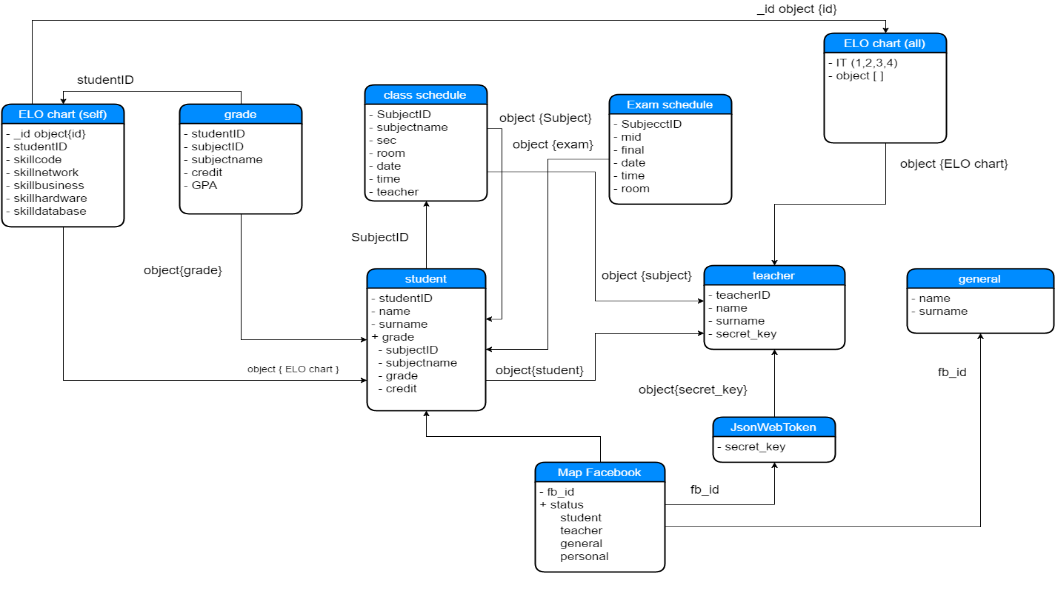 _id object {id}
ELO chart (all)
- IT (1,2,3,4)
- object [ ]
studentID
ELO chart (self)
- _id object{id}
- studentID
- skillcode
- skillnetwork
- skillbusiness
- skillhardware
- skilldatabase
grade
- studentID
- subjectID
- subjectname
- credit
- GPA
class schedule
- SubjectID
- subjectname
- sec
- room
- date
- time
- teacher
object {Subject}
object {exam}
Exam schedule
- SubjecctID
- mid
- final
- date
- time
- room
object {ELO chart}
SubjectID
object{grade}
object {subject}
student
- studentID
- name
- surname
+ grade
- subjectID
- subjectname
- grade
- credit
teacher
- teacherID
- name
- surname
- secret_key
general
- name
- surname
object { ELO chart }
object{student}
object{secret_key}
fb_id
JsonWebToken
- secret_key
Map Facebook
- fb_id
+ status
student
teacher
general
personal
fb_id